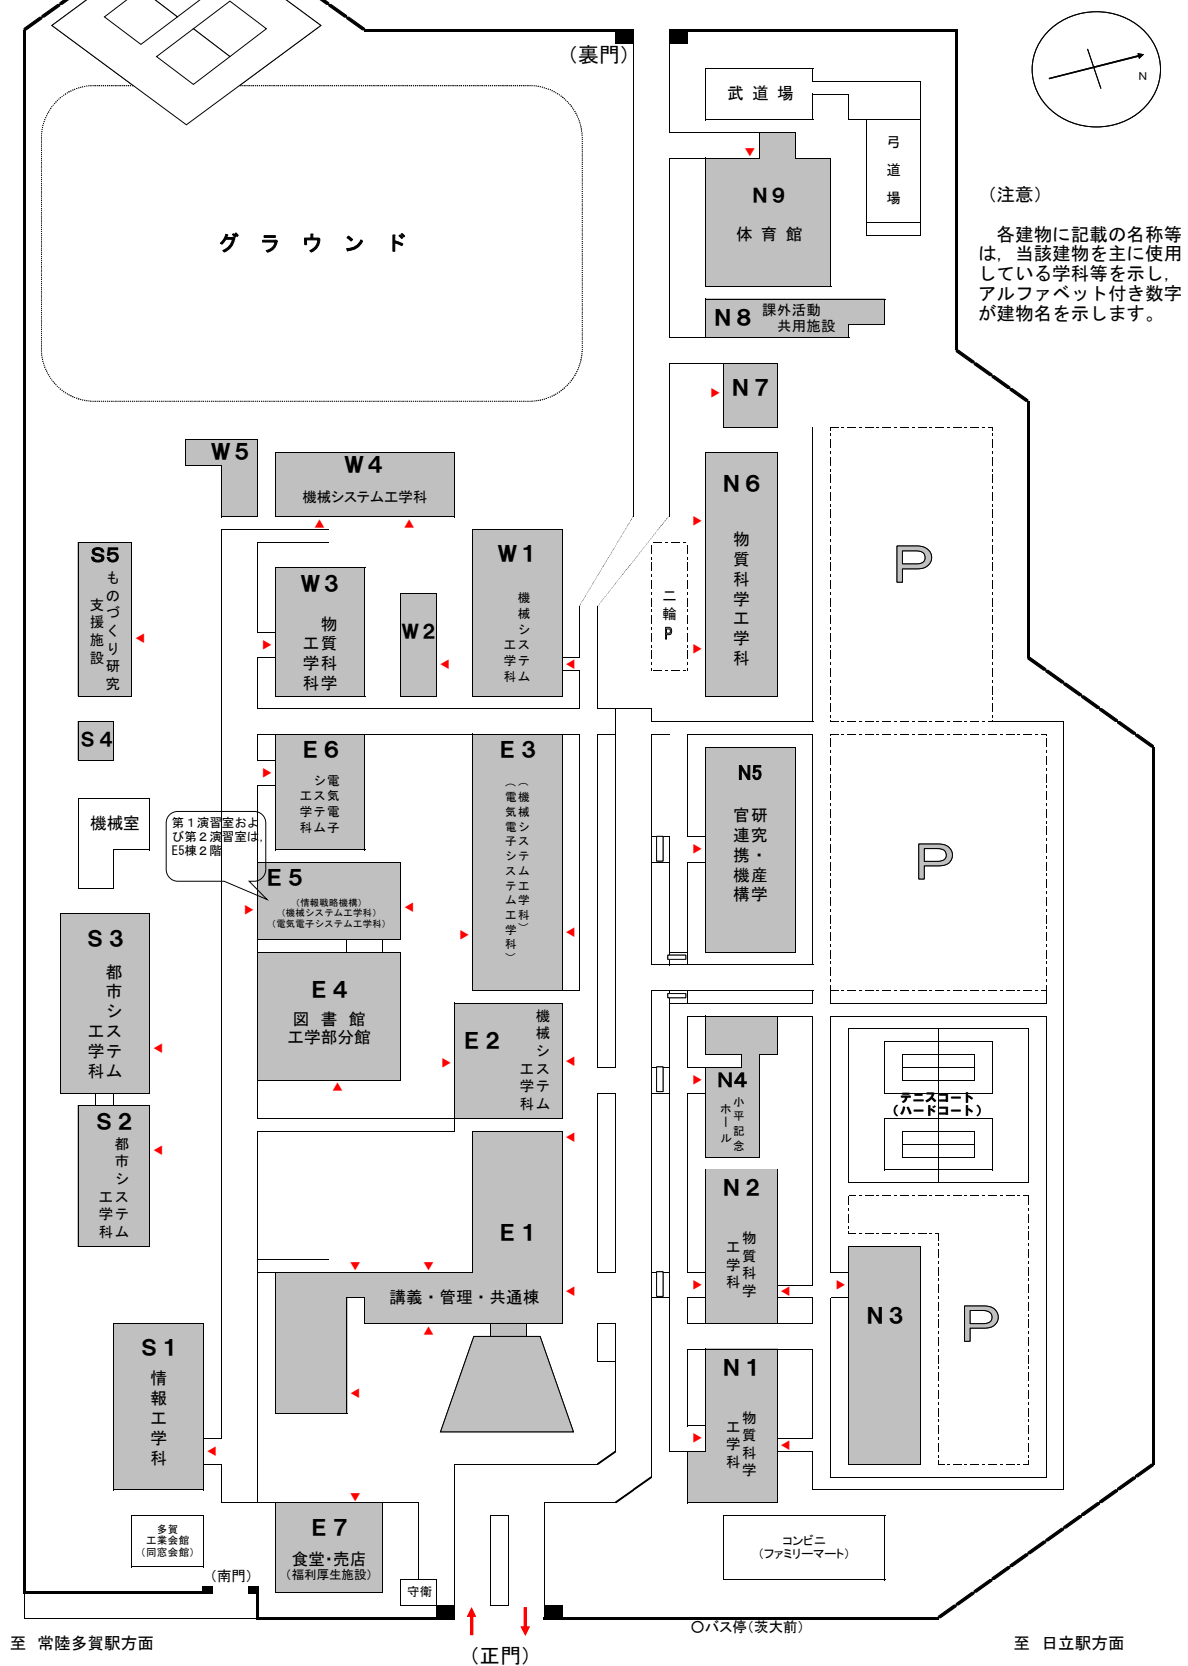 (裏門)
N
武道場
弓道場
N9
体育館
(注意)
各建物に記載の名称等
は，当該建物を主に使用
している学科等を示し，
アルファベット付き数字
が建物名を示します。
グラウンド
N8
課外活動
共用施設
N7
W5
W4
機械システム工学科
N6
物質科学工学科
P
S5
ものづくり研究
支援施設
W3
物質科学
工学科
W2
W1
機械システム
工学科
二輪P
S4
E6
電気電子
システム
工学科
E3
(機械システム工学科)
(電気電子システム工学科)
N5
研究・産学
官連携機構
P
機械室
第1演習室およ
び第2演習室は，
E5棟2階
E5
(情報戦略機構)
(機械システム工学科)
(電気電子システム工学科)
S3
都市システム
工学科
E4
図書館
工学部分館
E2
機械システム
工学科
N4
小平記念
ホール
テニスコート
(ハードコート)
S2
都市システム
工学科
N2
物質科学
工学科
E1
講義・管理・共通棟
N3
P
S1
情報工学科
N1
物質科学
工学科
多賀
工業会館
(同窓会館)
E7
食堂・売店
(福利厚生施設)
コンビニ
(ファミリーマート)
(南門)
守衛
○バス停(茨大前)
至 常陸多賀駅方面
(正門)
至 日立駅方面